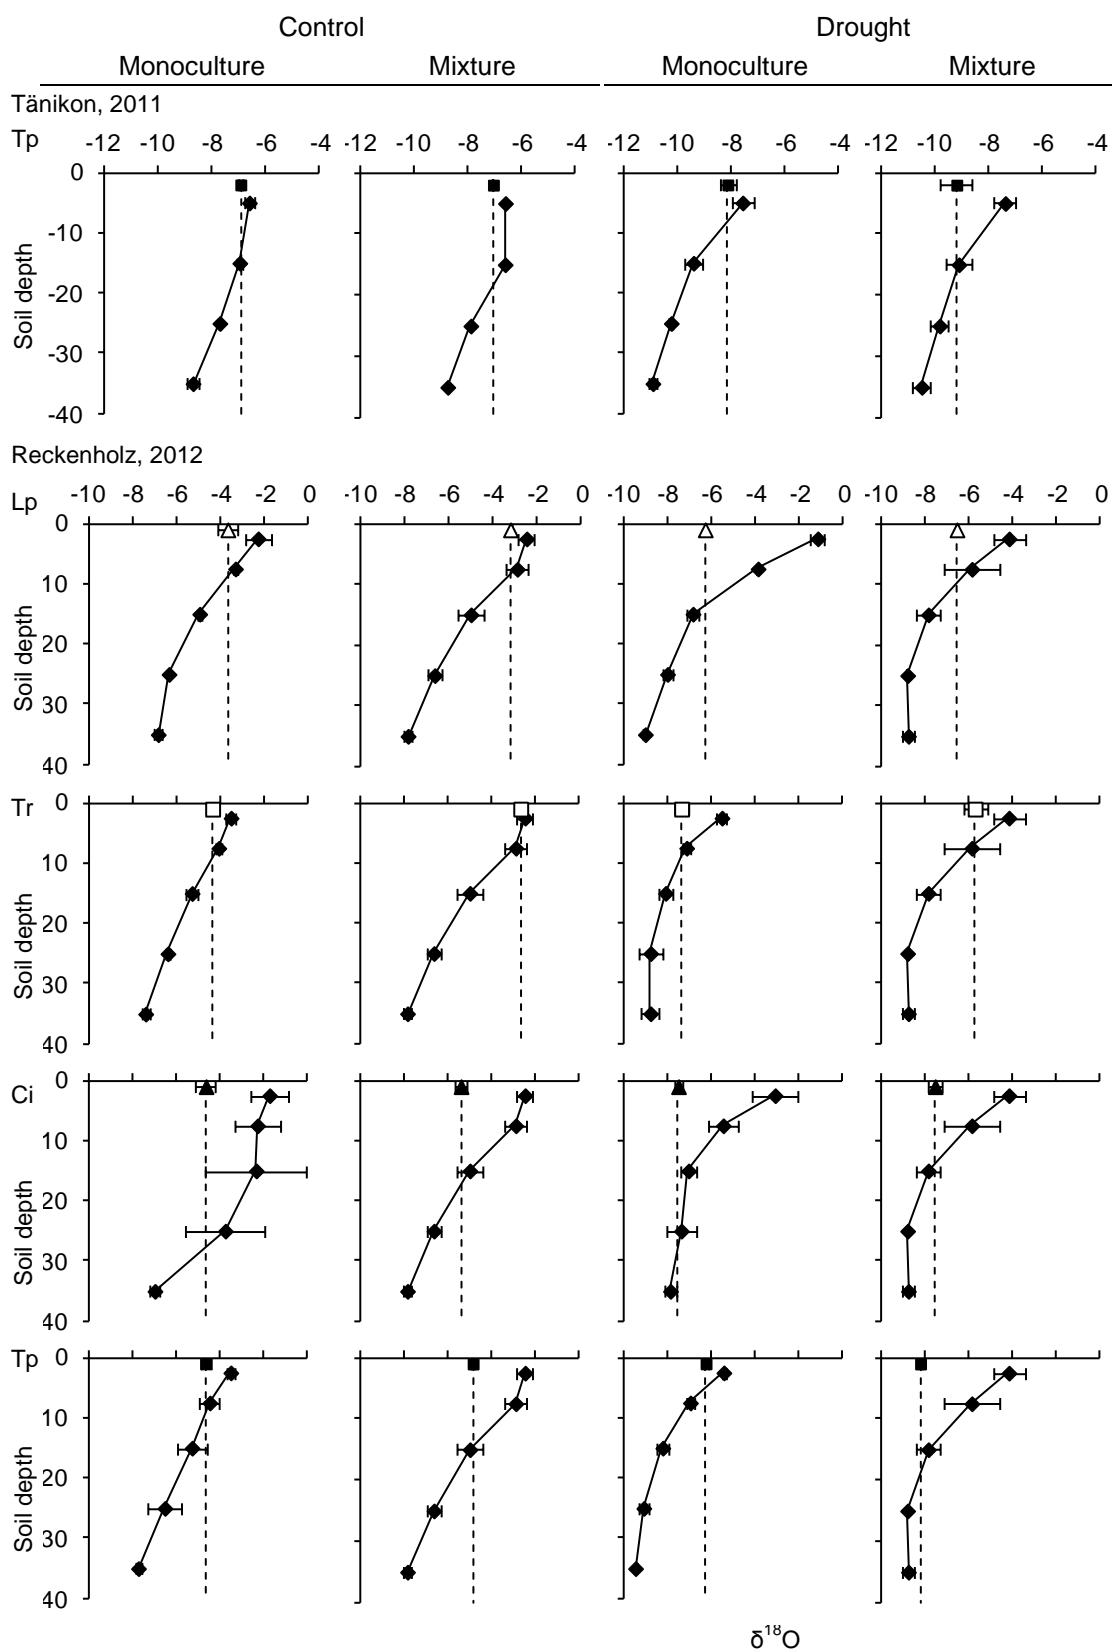 Control Drought
Monoculture Mixture Monoculture Mixture
Tänikon, 2011
Tp -12 -10 -8 -6 -4 -12 -10 -8 -6 -4 -12 -10 -8 -6 -4 -12 -10 -8 -6 -4
0
-10
-20
-30
-40
Soil depth
Reckenholz, 2012
Lp -10 -8 -6 -4 -2 0 -10 -8 -6 -4 -2 0 -10 -8 -6 -4 -2 0 -10 -8 -6 -4 -2 0
0
10
20
30
40
Soil depth
Tr 0
10
20
30
40
Soil depth
Ci 0
10
20
30
40
Soil depth
Tp 0
10
20
30
40
Soil depth
δ¹⁸O